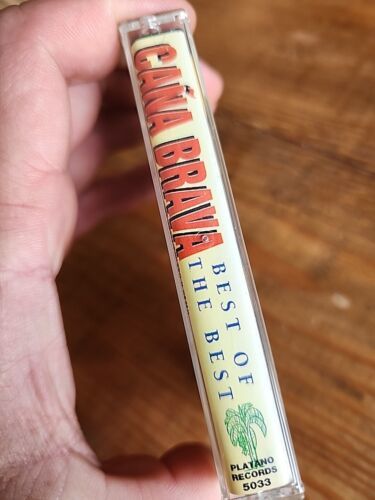 CAÑA BRAVA
BEST OF
THE BEST
PLATANO
RECORDS
5033